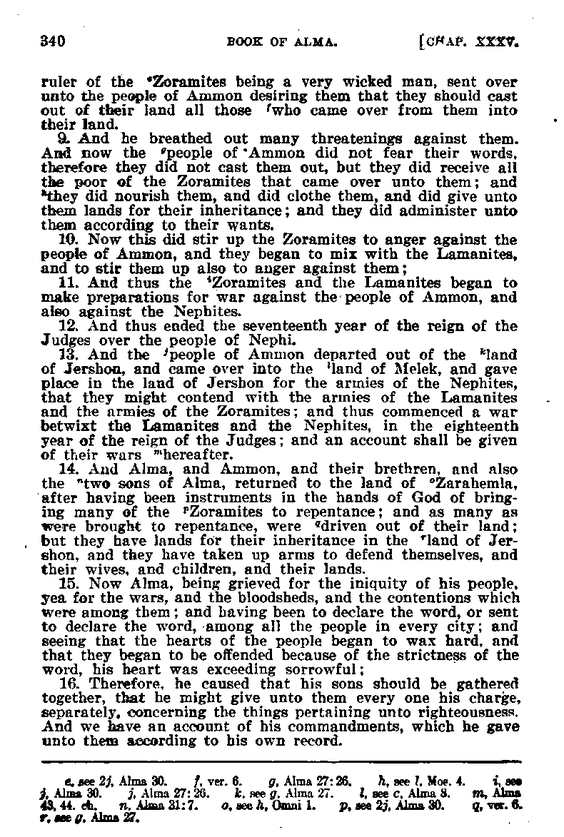 340 BOOK OF ALMA. [CHAP. XXXV.
ruler of the eZoramites being a very wicked man, sent over
unto the people of Ammon desiring them that they should cast
out of their land all those fwho came over from them into
their land.
9. And he breathed out many threatenings against them.
And now the gpeople of Ammon did not fear their words,
therefore they did not cast them out, but they did receive all
the poor of the Zoramites that came over unto them; and
hthey did nourish them, and did clothe them, and did give unto
them lands for their inheritance; and they did administer unto
them according to their wants.
10. Now this did stir up the Zoramites to anger against the
people of Ammon, and they began to mix with the Lamanites,
and to stir them up also to anger against them;
11. And thus the iZoramites and the Lamanites began to
make preparations for war against the people of Ammon, and
also against the Nephites.
12. And thus ended the seventeenth year of the reign of the
Judges over the people of Nephi.
13. And the jpeople of Ammon departed out of the kland
of Jershon, and came over into the lland of Melek, and gave
place in the land of Jershon for the armies of the Nephites,
that they might contend with the armies of the Lamanites
and the armies of the Zoramites; and thus commenced a war
betwixt the Lamanites and the Nephites, in the eighteenth
year of the reign of the Judges; and an account shall be given
of their wars mhereafter.
14. And Alma, and Ammon, and their brethren, and also
the ntwo sons of Alma, returned to the land of oZarahemla,
after having been instruments in the hands of God of bring-
ing many of the pZoramites to repentance; and as many as
were brought to repentance, were qdriven out of their land;
but they have lands for their inheritance in the rland of Jer-
shon, and they have taken up arms to defend themselves, and
their wives, and children, and their lands.
15. Now Alma, being grieved for the iniquity of his people,
yea for the wars, and the bloodsheds, and the contentions which
were among them; and having been to declare the word, or sent
to declare the word, among all the people in every city; and
seeing that the hearts of the people began to wax hard, and
that they began to be offended because of the strictness of the
word, his heart was exceeding sorrowful;
16. Therefore, he caused that his sons should be gathered
together, that he might give unto them every one his charge,
separately, concerning the things pertaining unto righteousness.
And we have an account of his commandments, which he gave
unto them according to his own record.
e, see 2j, Alma 30. f, ver. 6. g, Alma 27:26. h, see l, Mos. 4. i, see
j, Alma 30. j, Alma 27:26. k, see g, Alma 27. l, see c, Alma 8. m, Alma
43, 44. ch. n, Alma 31:7. o, see h, Omni 1. p, see 2j, Alma 30. q, ver. 6.
r, see g, Alma 27.